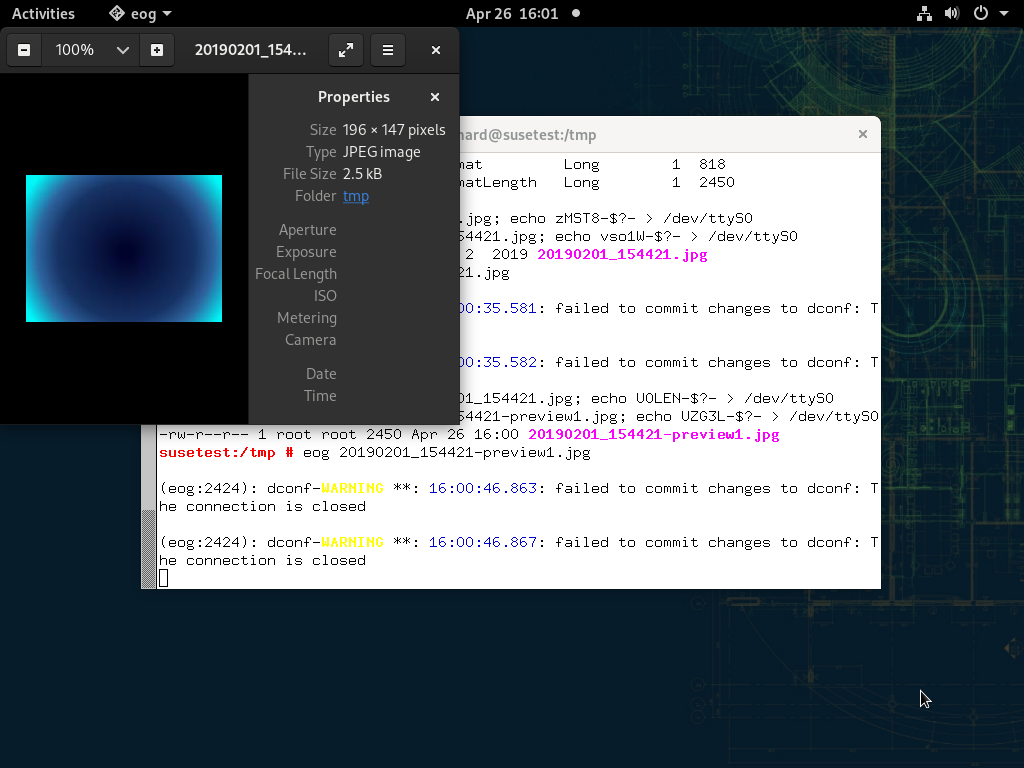 Activities eog Apr 26 16:01
100% 20190201_154...
Properties
Size 196 × 147 pixels
Type JPEG image
File Size 2.5 kB
Folder tmp
Aperture
Exposure
Focal Length
ISO
Metering
Camera
Date
Time
hard@susetest:/tmp
mat Long 1 818
matLength Long 1 2450
.jpg; echo zMST8-$?- > /dev/ttyS0
54421.jpg; echo vso1W-$?- > /dev/ttyS0
2 2019 20190201_154421.jpg
21.jpg
00:35.581: failed to commit changes to dconf: T
00:35.582: failed to commit changes to dconf: T
01_154421.jpg; echo UOLEN-$?- > /dev/ttyS0
54421-preview1.jpg; echo UZG3L-$?- > /dev/ttyS0
-rw-r--r-- 1 root root 2450 Apr 26 16:00 20190201_154421-preview1.jpg
susetest:/tmp # eog 20190201_154421-preview1.jpg
(eog:2424): dconf-WARNING **: 16:00:46.863: failed to commit changes to dconf: T
he connection is closed
(eog:2424): dconf-WARNING **: 16:00:46.867: failed to commit changes to dconf: T
he connection is closed